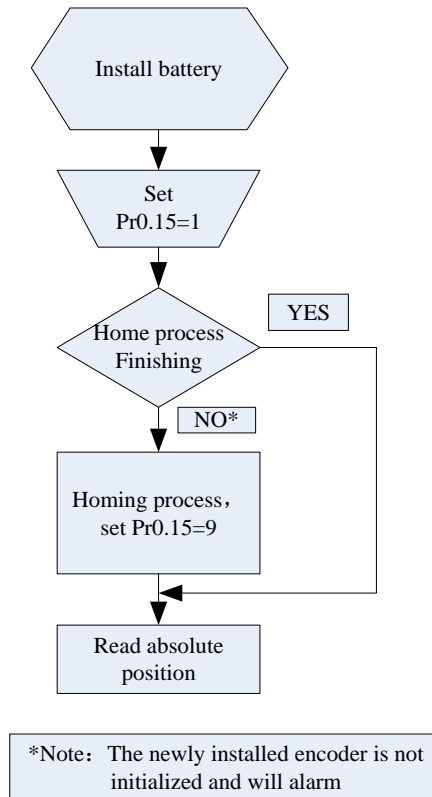 Install battery
Set
Pr0.15=1
Home process
Finishing
YES
NO*
Homing process，
set Pr0.15=9
Read absolute
position
*Note：The newly installed encoder is not
initialized and will alarm